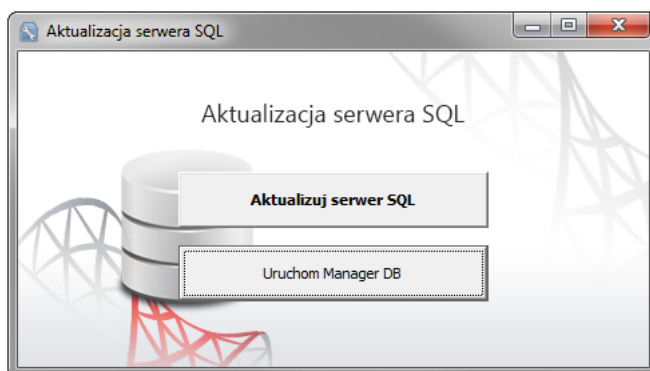 Aktualizacja serwera SQL
Aktualizacja serwera SQL
Aktualizuj serwer SQL
Uruchom Manager DB